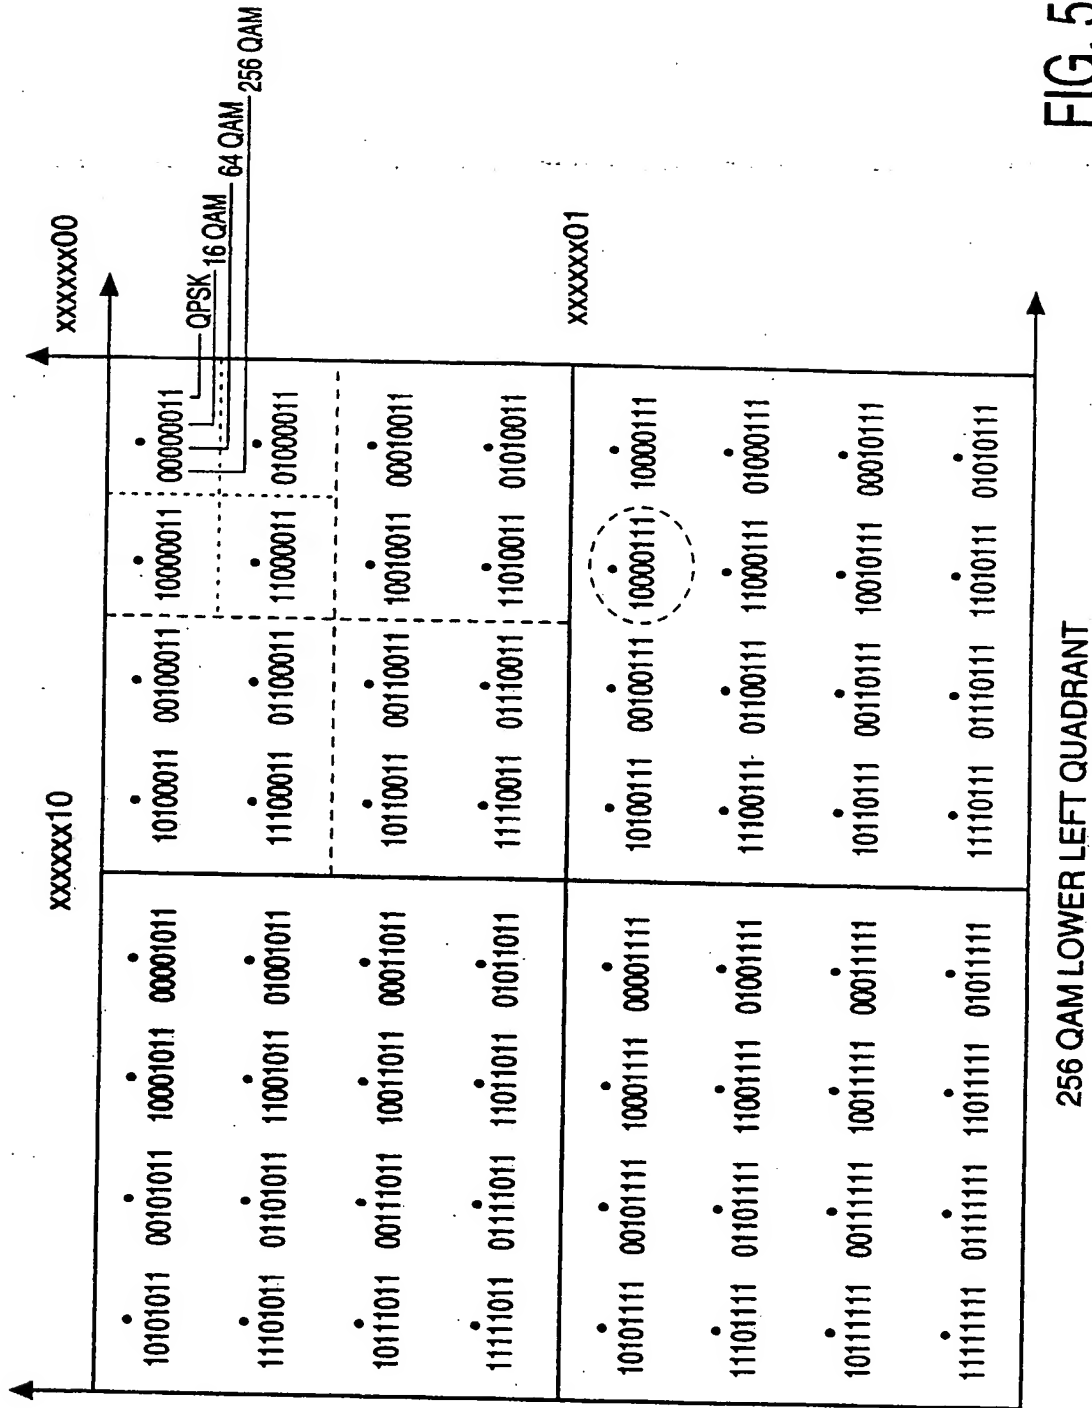 xxxxxx10 xxxxxx00
10101011 00101011 10001011 00001011 10100011 00100011 10000011 00000011
QPSK
16 QAM
64 QAM
256 QAM
11101011 01101011 11001011 01001011 11100011 01100011 11000011 01000011
10111011 00111011 10011011 00011011 10110011 00110011 10010011 00010011
11111011 01111011 11011011 01011011 11110011 01110011 11010011 01010011
xxxxxx01
10101111 00101111 10001111 00001111 10100111 00100111 10000111 10000111
11101111 01101111 11001111 01001111 11100111 01100111 11000111 01000111
10111111 00111111 10011111 00011111 10110111 00110111 10010111 00010111
11111111 01111111 11011111 01011111 11110111 01110111 11010111 01010111
256 QAM LOWER LEFT QUADRANT
FIG. 5